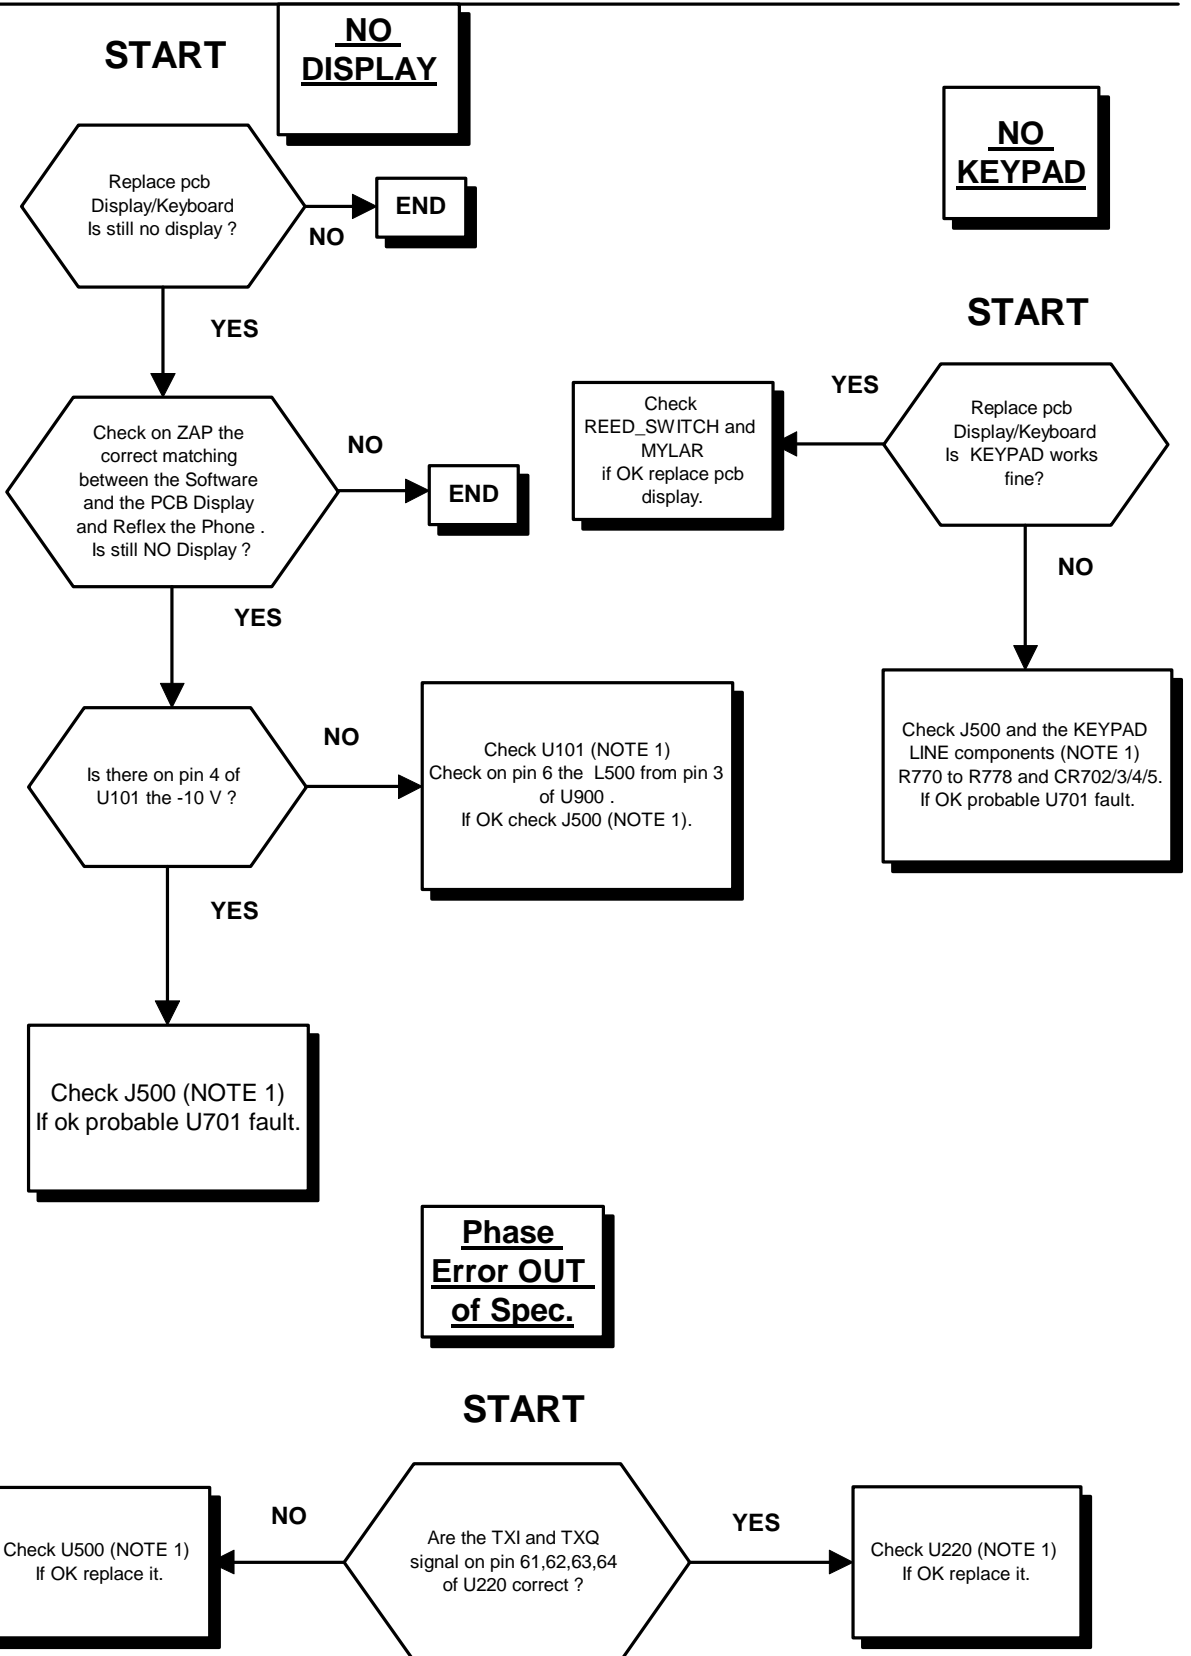 START
NO
DISPLAY
Replace pcb
Display/Keyboard
Is still no display ?
NO
END
YES
Check on ZAP the
correct matching
between the Software
and the PCB Display
and Reflex the Phone .
Is still NO Display ?
NO
END
YES
Is there on pin 4 of
U101 the -10 V ?
NO
Check U101 (NOTE 1)
Check on pin 6 the L500 from pin 3
of U900 .
If OK check J500 (NOTE 1).
YES
Check J500 (NOTE 1)
If ok probable U701 fault.
NO
KEYPAD
START
Replace pcb
Display/Keyboard
Is KEYPAD works
fine?
YES
Check
REED_SWITCH and
MYLAR
if OK replace pcb
display.
NO
Check J500 and the KEYPAD
LINE components (NOTE 1)
R770 to R778 and CR702/3/4/5.
If OK probable U701 fault.
Phase
Error OUT
of Spec.
START
Are the TXI and TXQ
signal on pin 61,62,63,64
of U220 correct ?
NO
Check U500 (NOTE 1)
If OK replace it.
YES
Check U220 (NOTE 1)
If OK replace it.